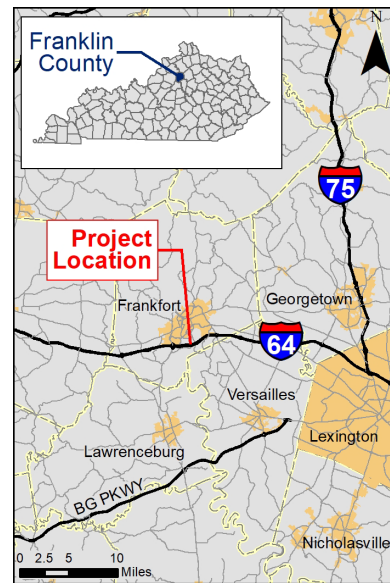 Franklin
County
N
75
Project
Location
Frankfort
Georgetown
64
Versailles
Lexington
Lawrenceburg
BG PKWY
Nicholasville
0 2.5 5 10
Miles